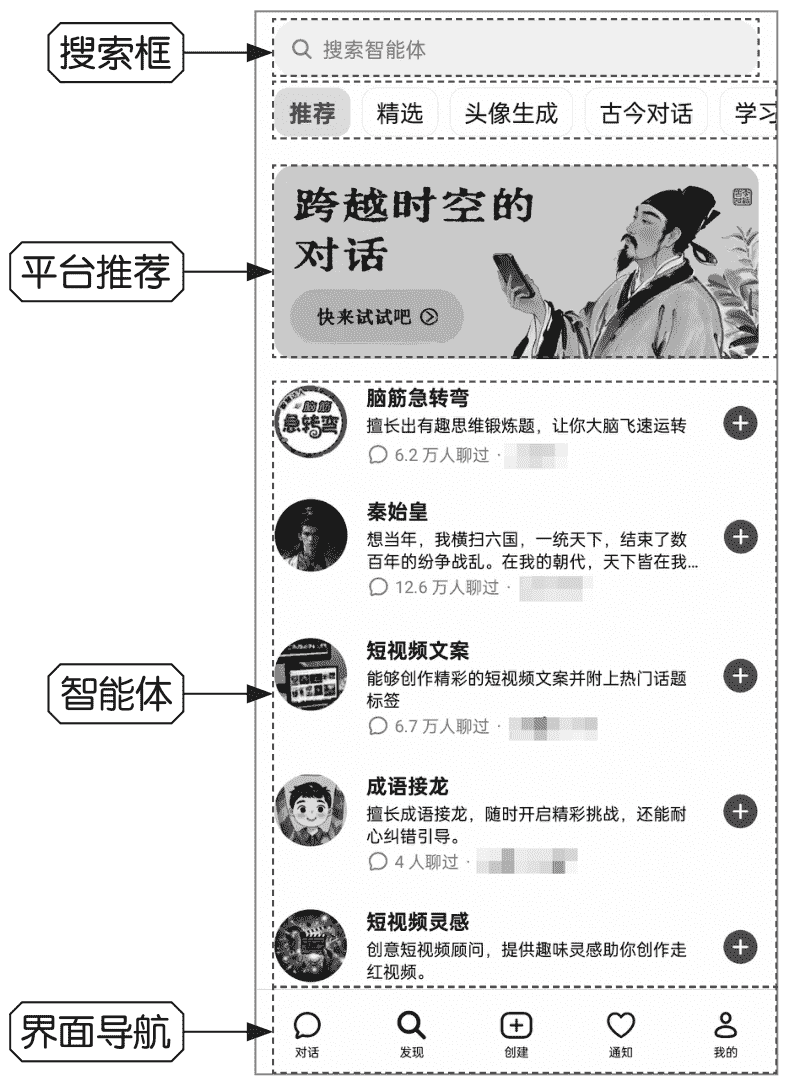 搜索框
搜索智能体
推荐 精选 头像生成 古今对话 学习
平台推荐
跨越时空的
对话
快来试试吧
脑筋急转弯
脑筋
急转弯
擅长出有趣思维锻炼题，让你大脑飞速运转
6.2 万人聊过 ·
秦始皇
想当年，我横扫六国，一统天下，结束了数
百年的纷争战乱。在我的朝代，天下皆在我…
12.6 万人聊过 ·
智能体
短视频文案
能够创作精彩的短视频文案并附上热门话题
标签
6.7 万人聊过 ·
成语接龙
擅长成语接龙，随时开启精彩挑战，还能耐
心纠错引导。
4 人聊过 ·
短视频灵感
创意短视频顾问，提供趣味灵感助你创作走
红视频。
界面导航
对话 发现 创建 通知 我的